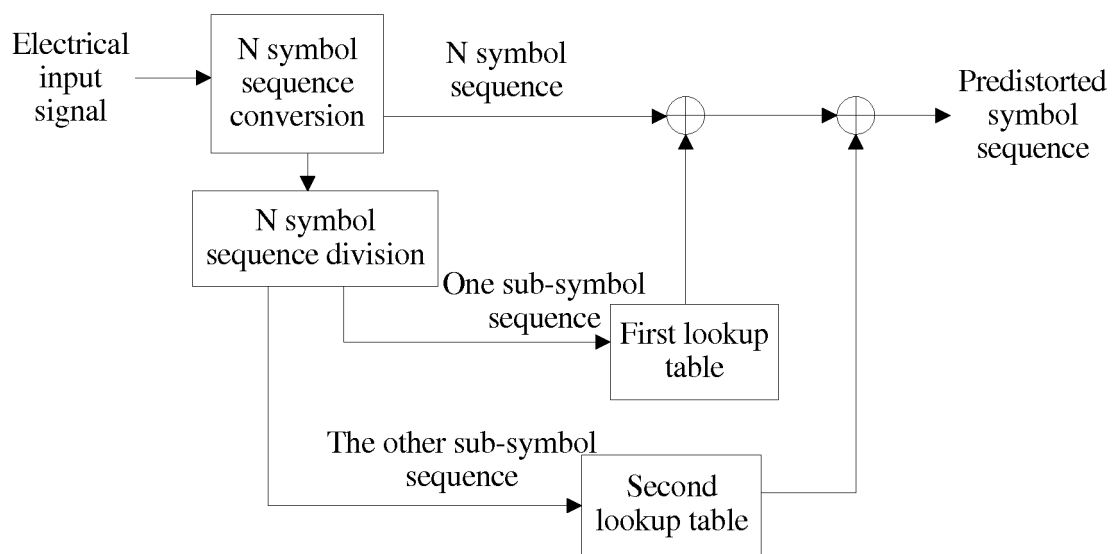 Electrical
input
signal
N symbol
sequence
conversion
N symbol
sequence
Predistorted
symbol
sequence
N symbol
sequence division
One sub-symbol
sequence
First lookup
table
The other sub-symbol
sequence
Second
lookup table